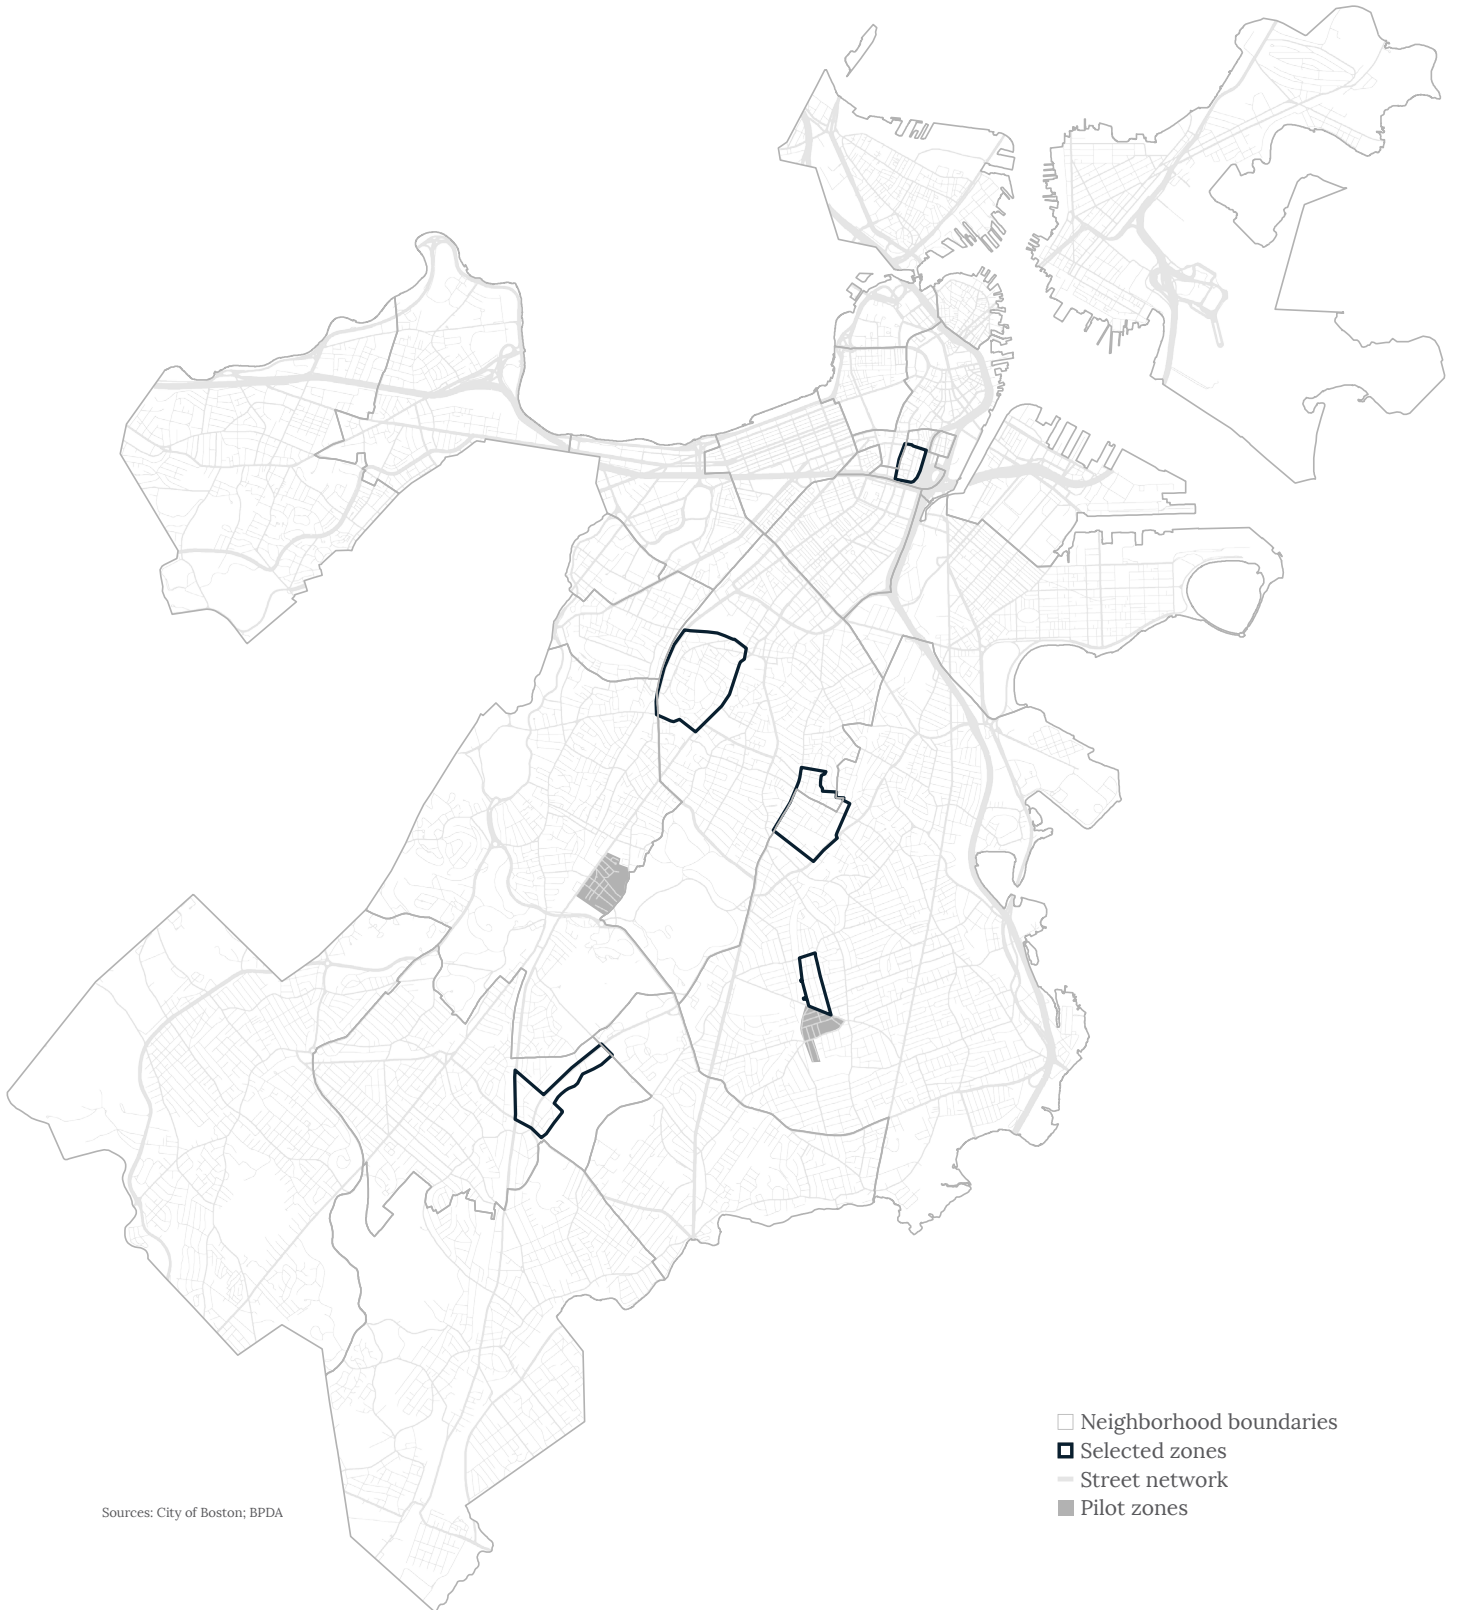 Neighborhood boundaries
Selected zones
Street network
Pilot zones
Sources: City of Boston; BPDA